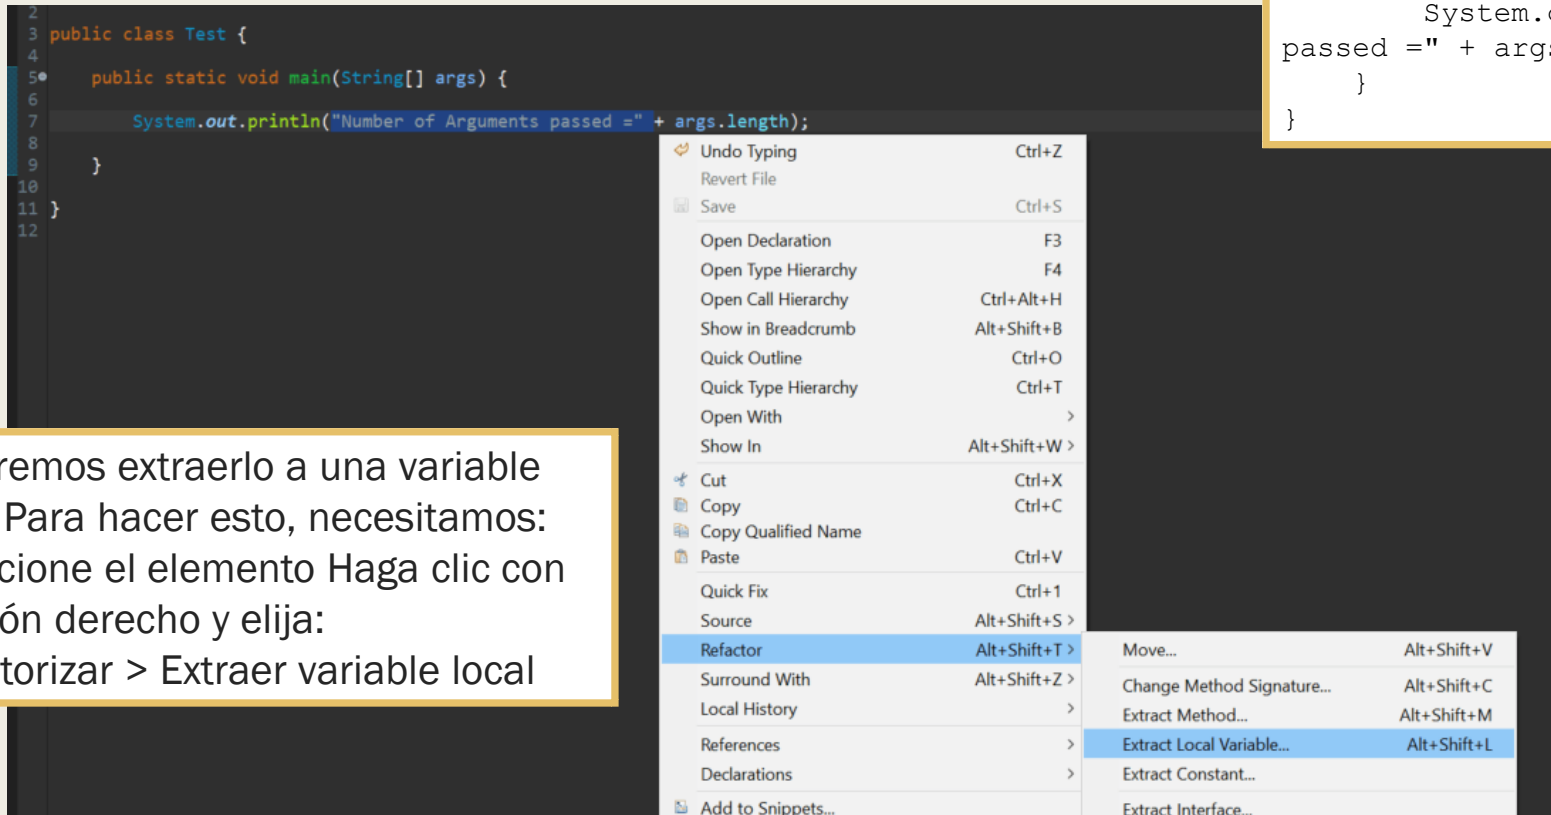 2
3 public class Test {
4
5 public static void main(String[] args) {
6
7 System.out.println("Number of Arguments passed =" + args.length);
8
9 }
10
11 }
12
System.
passed =" + arg
}
}
Undo Typing Ctrl+Z
Revert File
Save Ctrl+S
Open Declaration F3
Open Type Hierarchy F4
Open Call Hierarchy Ctrl+Alt+H
Show in Breadcrumb Alt+Shift+B
Quick Outline Ctrl+O
Quick Type Hierarchy Ctrl+T
Open With >
Show In Alt+Shift+W >
Cut Ctrl+X
Copy Ctrl+C
Copy Qualified Name
Paste Ctrl+V
Quick Fix Ctrl+1
Source Alt+Shift+S >
Refactor Alt+Shift+T >
Surround With Alt+Shift+Z >
Local History >
References >
Declarations >
Add to Snippets...
Move... Alt+Shift+V
Change Method Signature... Alt+Shift+C
Extract Method... Alt+Shift+M
Extract Local Variable... Alt+Shift+L
Extract Constant...
Extract Interface...
remos extraerlo a una variable
Para hacer esto, necesitamos:
cione el elemento Haga clic con
ón derecho y elija:
torizar > Extraer variable local